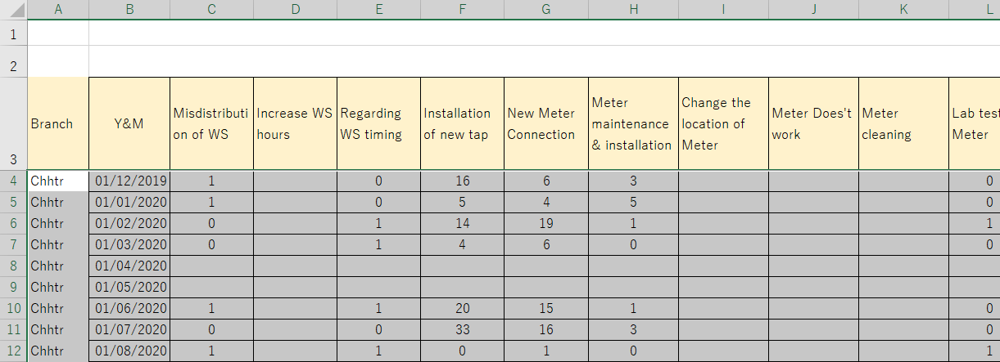 A B C D E F G H I J K L
1
2
3 Branch Y&M Misdistributi on of WS Increase WS hours Regarding WS timing Installation of new tap New Meter Connection Meter maintenance & installation Change the location of Meter Meter Does't work Meter cleaning Lab test Meter
4 Chhtr 01/12/2019 1 0 16 6 3 0
5 Chhtr 01/01/2020 1 0 5 4 5 0
6 Chhtr 01/02/2020 0 1 14 19 1 1
7 Chhtr 01/03/2020 0 1 4 6 0 0
8 Chhtr 01/04/2020
9 Chhtr 01/05/2020
10 Chhtr 01/06/2020 1 1 20 15 1 0
11 Chhtr 01/07/2020 0 0 33 16 3 0
12 Chhtr 01/08/2020 1 1 0 1 0 1